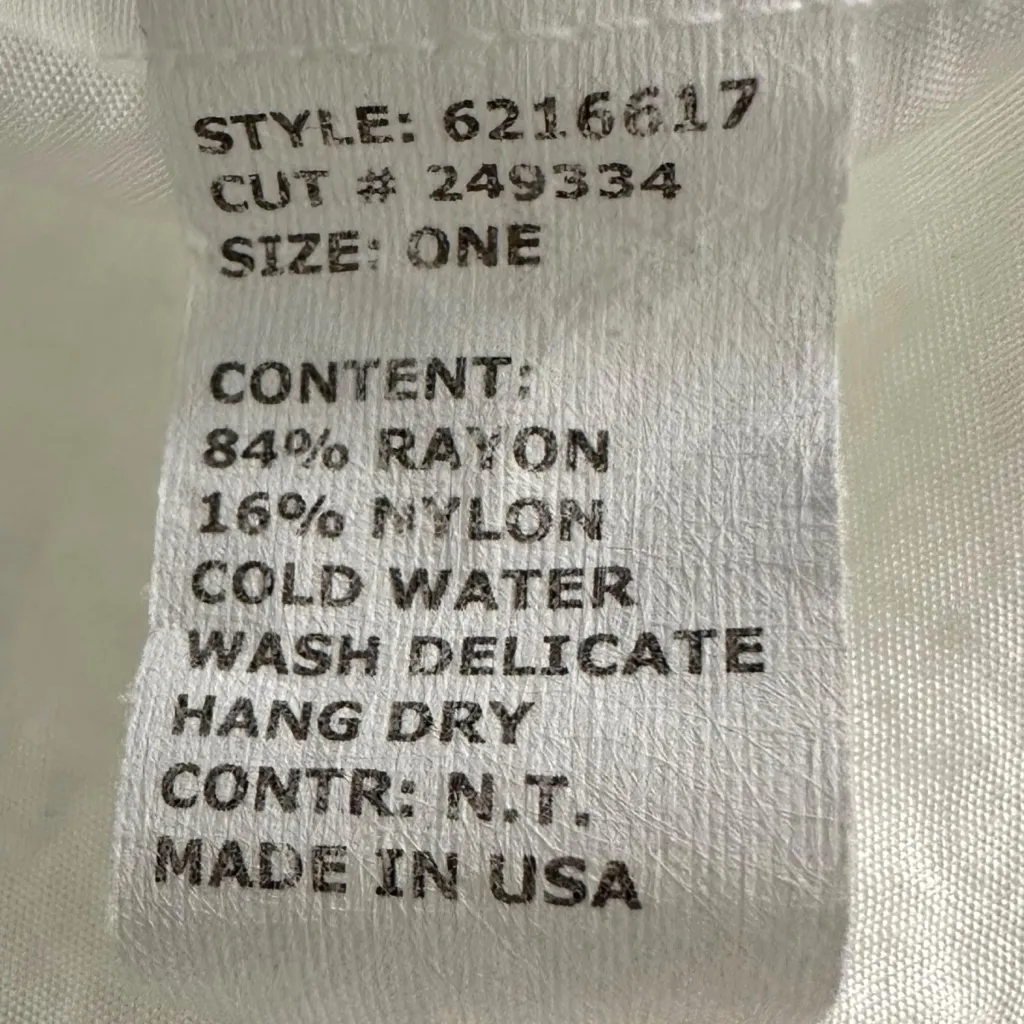 STYLE: 6216617
CUT # 249334
SIZE: ONE
CONTENT:
84% RAYON
16% NYLON
COLD WATER
WASH DELICATE
HANG DRY
CONTR: N.T.
MADE IN USA